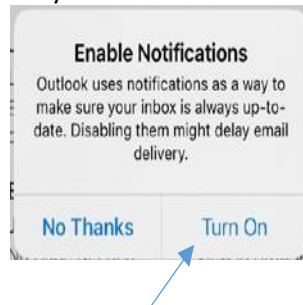 Enable Notifications
Outlook uses notifications as a way to
make sure your inbox is always up-to-
date. Disabling them might delay email
delivery.
No Thanks Turn On